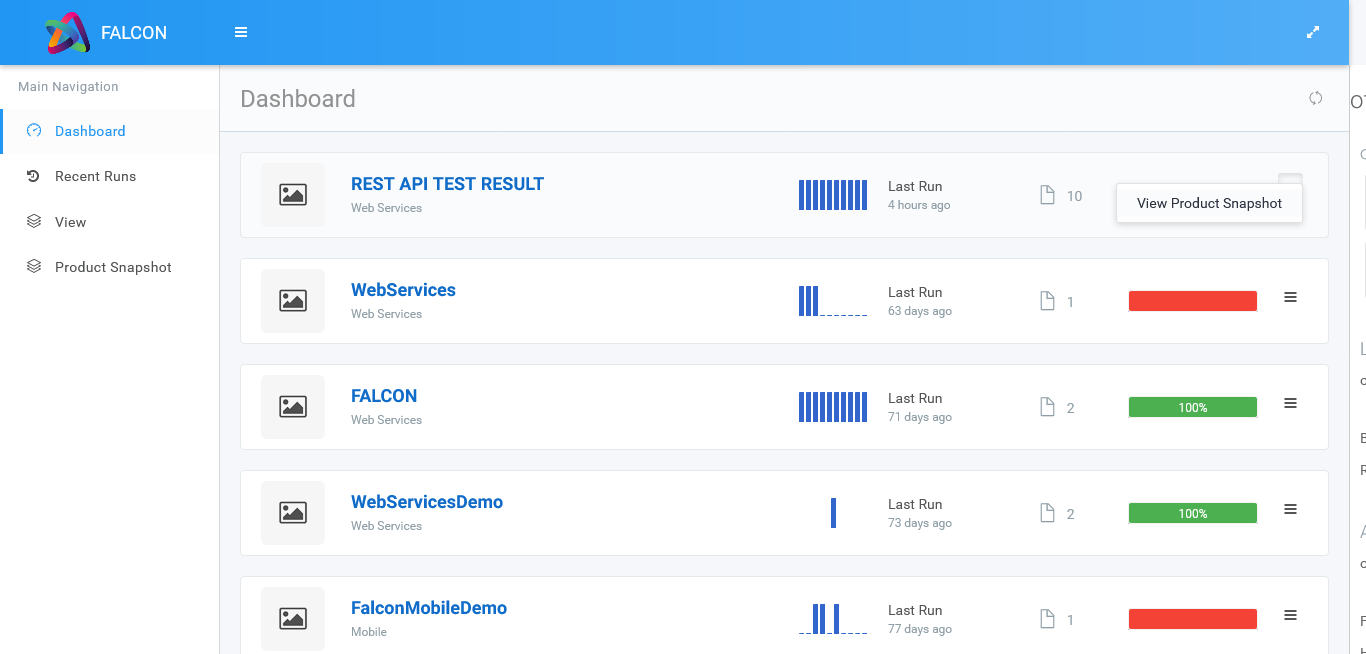 FALCON
Main Navigation
Dashboard
Recent Runs
View
Product Snapshot
Dashboard
REST API TEST RESULT
Web Services
Last Run
4 hours ago
10
View Product Snapshot
WebServices
Web Services
Last Run
63 days ago
1
FALCON
Web Services
Last Run
71 days ago
2
100%
WebServicesDemo
Web Services
Last Run
73 days ago
2
100%
FalconMobileDemo
Mobile
Last Run
77 days ago
1